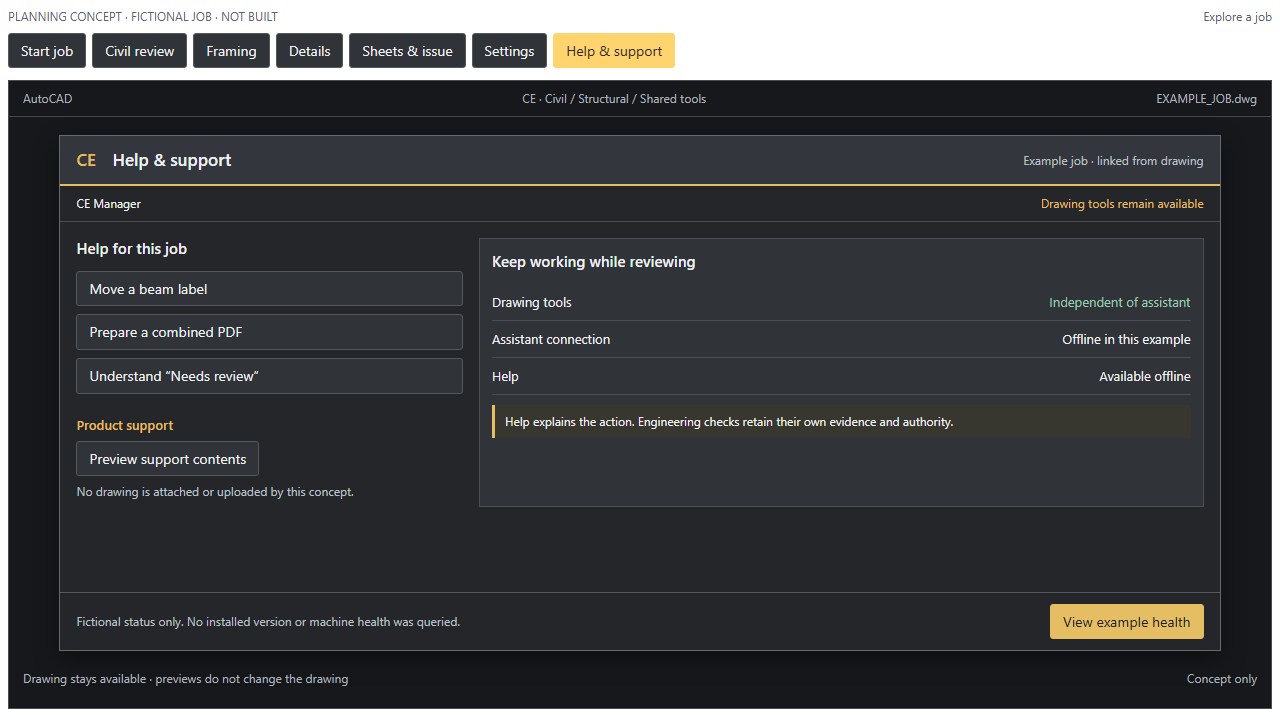 PLANNING CONCEPT · FICTIONAL JOB · NOT BUILT
Explore a job
Start job
Civil review
Framing
Details
Sheets & issue
Settings
Help & support
AutoCAD
CE · Civil / Structural / Shared tools
EXAMPLE_JOB.dwg
CE Help & support
Example job · linked from drawing
CE Manager
Drawing tools remain available
Help for this job
Move a beam label
Prepare a combined PDF
Understand “Needs review”
Product support
Preview support contents
No drawing is attached or uploaded by this concept.
Keep working while reviewing
Drawing tools
Independent of assistant
Assistant connection
Offline in this example
Help
Available offline
Help explains the action. Engineering checks retain their own evidence and authority.
Fictional status only. No installed version or machine health was queried.
View example health
Drawing stays available · previews do not change the drawing
Concept only